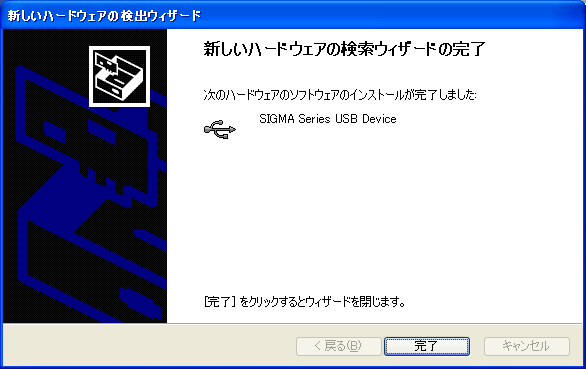 新しいハードウェアの検出ウィザード
新しいハードウェアの検索ウィザードの完了
次のハードウェアのソフトウェアのインストールが完了しました:
SIGMA Series USB Device
[完了] をクリックするとウィザードを閉じます。
< 戻る(B)
完了
キャンセル